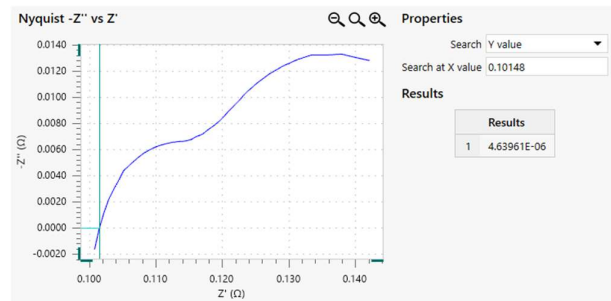 Nyquist -Z'' vs Z'
0.0140
0.0120
0.0100
0.0080
0.0060
0.0040
0.0020
0.0000
-0.0020
-Z'' (Ω)
0.100 0.110 0.120 0.130 0.140
Z' (Ω)
Properties
Search Y value
Search at X value 0.10148
Results
Results
1 4.63961E-06